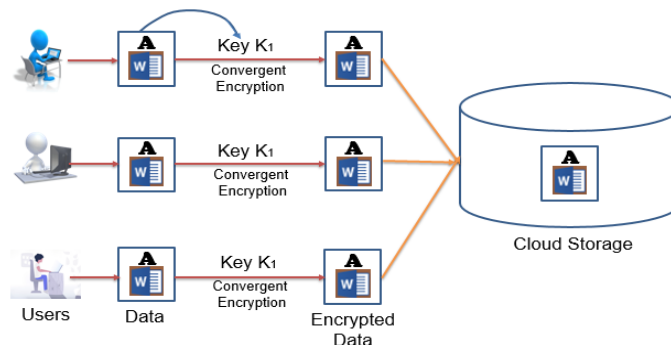 A
W
Key K1
Convergent
Encryption
A
W
A
W
Key K1
Convergent
Encryption
A
W
A
W
Cloud Storage
A
W
Key K1
Convergent
Encryption
A
W
Users
Data
Encrypted
Data